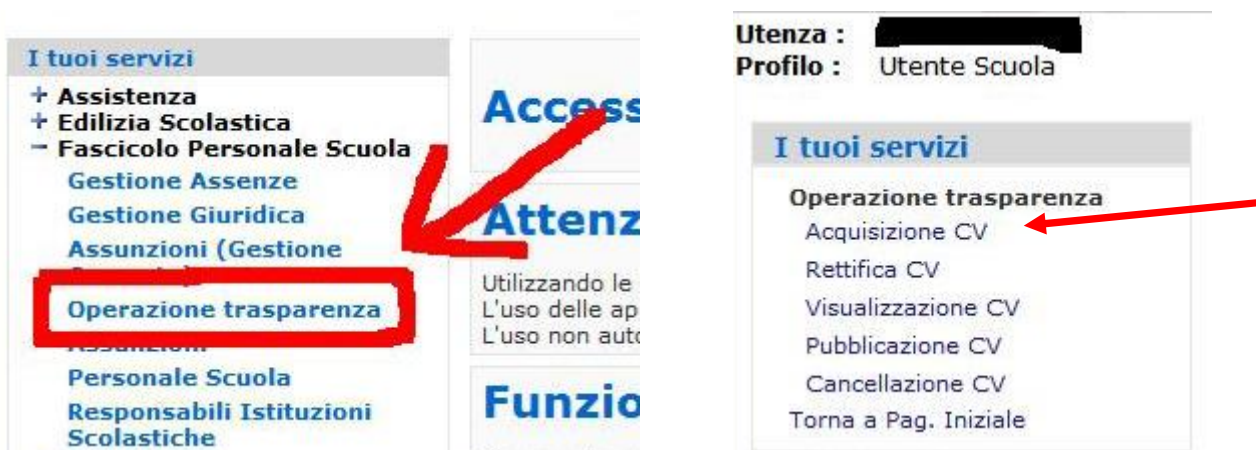 I tuoi servizi
+ Assistenza
+ Edilizia Scolastica
− Fascicolo Personale Scuola
Gestione Assenze
Gestione Giuridica
Assunzioni (Gestione
Operazione trasparenza
Assunzioni
Personale Scuola
Responsabili Istituzioni
Scolastiche
Access
Attenz
Utilizzando le
L'uso delle ap
L'uso non auto
Funzio
Utenza :
Profilo : Utente Scuola
I tuoi servizi
Operazione trasparenza
Acquisizione CV
Rettifica CV
Visualizzazione CV
Pubblicazione CV
Cancellazione CV
Torna a Pag. Iniziale